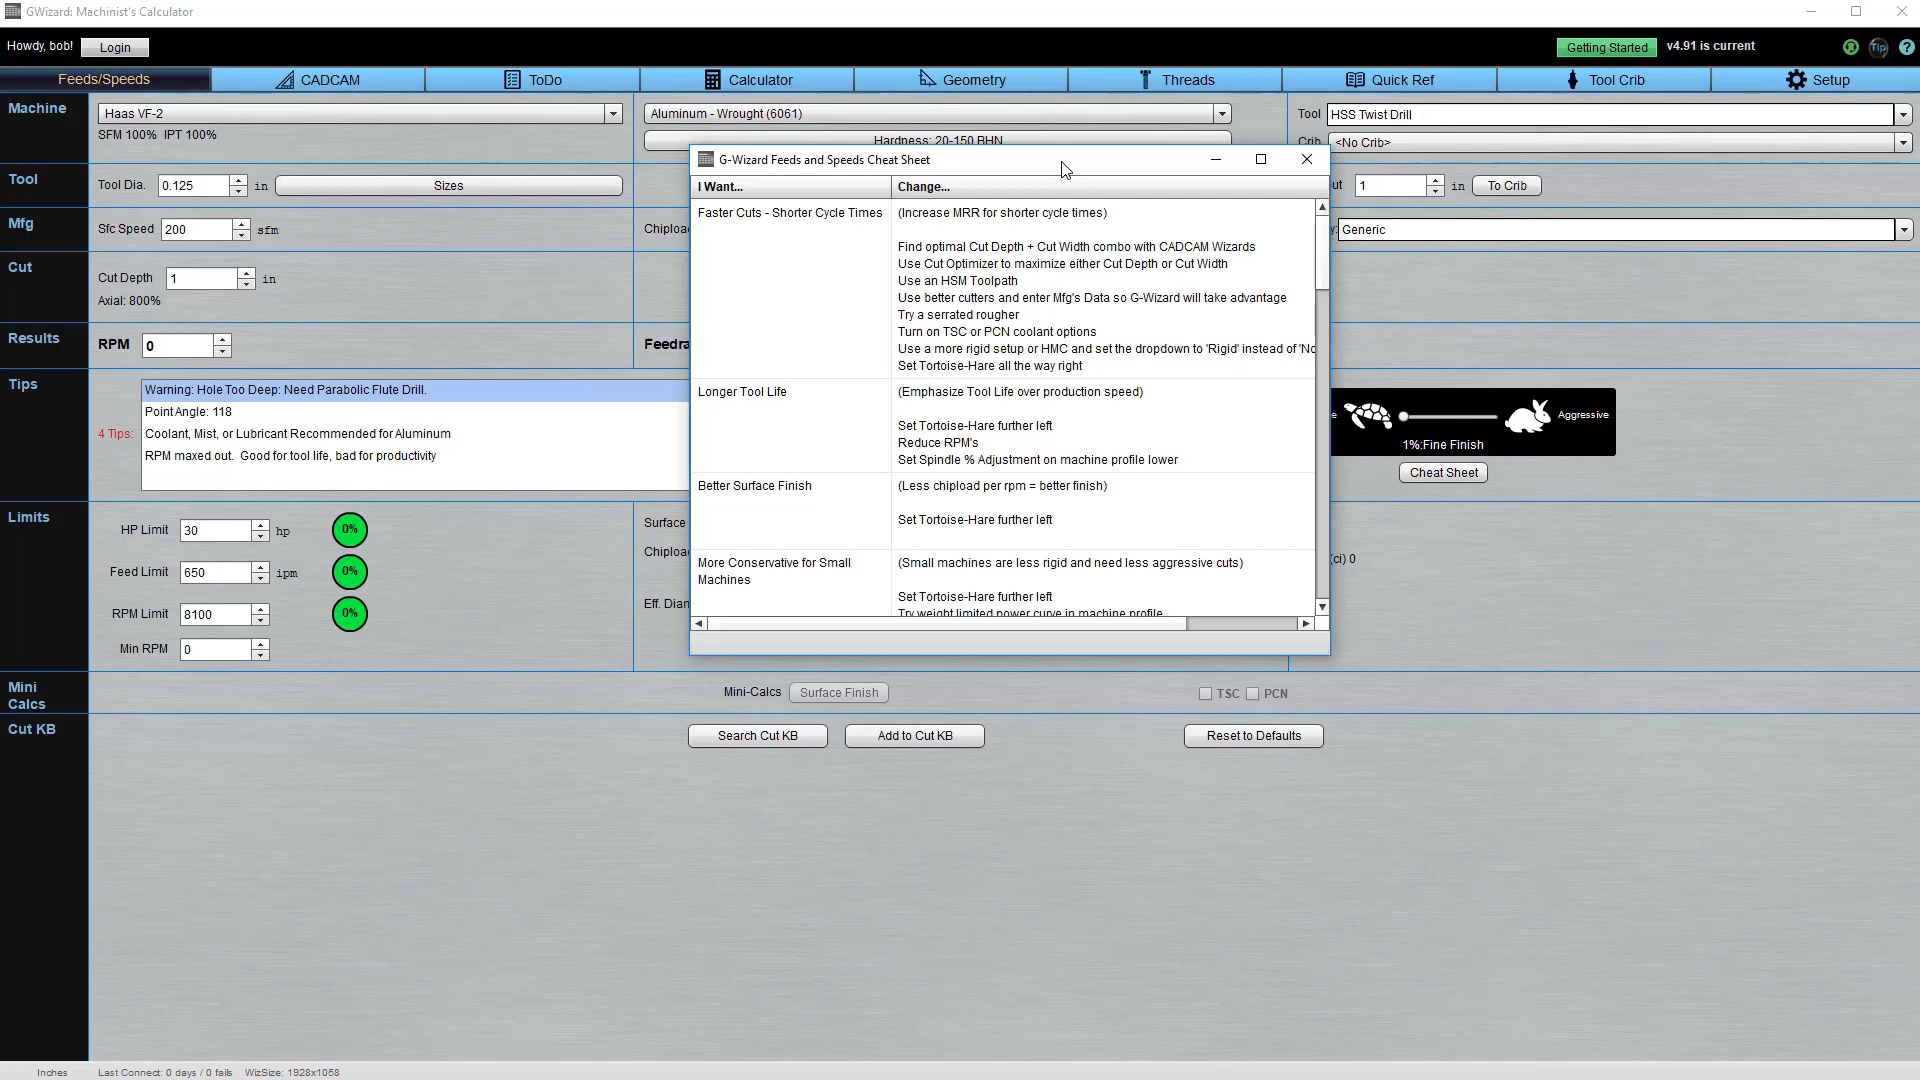 GWizard: Machinist's Calculator
Howdy, bob!
Login
Getting Started
v4.91 is current
Tip
?
Feeds/Speeds
CADCAM
ToDo
Calculator
Geometry
Threads
Quick Ref
Tool Crib
Setup
Machine
Haas VF-2
SFM 100% IPT 100%
Aluminum - Wrought (6061)
Hardness: 20-150 BHN
Tool
HSS Twist Drill
Crib
<No Crib>
G-Wizard Feeds and Speeds Cheat Sheet
I Want...
Change...
Faster Cuts - Shorter Cycle Times
(Increase MRR for shorter cycle times)
Find optimal Cut Depth + Cut Width combo with CADCAM Wizards
Use Cut Optimizer to maximize either Cut Depth or Cut Width
Use an HSM Toolpath
Use better cutters and enter Mfg's Data so G-Wizard will take advantage
Try a serrated rougher
Turn on TSC or PCN coolant options
Use a more rigid setup or HMC and set the dropdown to 'Rigid' instead of 'No
Set Tortoise-Hare all the way right
Longer Tool Life
(Emphasize Tool Life over production speed)
Set Tortoise-Hare further left
Reduce RPM's
Set Spindle % Adjustment on machine profile lower
Better Surface Finish
(Less chipload per rpm = better finish)
Set Tortoise-Hare further left
More Conservative for Small
Machines
(Small machines are less rigid and need less aggressive cuts)
Set Tortoise-Hare further left
Try weight limited power curve in machine profile
Tool
Tool Dia.
0.125
in
Sizes
ut
1
in
To Crib
Mfg
Sfc Speed
200
sfm
Chipload
Generic
Cut
Cut Depth
1
in
Axial: 800%
Results
RPM
0
Feedra
Tips
4 Tips:
Warning: Hole Too Deep: Need Parabolic Flute Drill.
Point Angle: 118
Coolant, Mist, or Lubricant Recommended for Aluminum
RPM maxed out. Good for tool life, bad for productivity
e
Aggressive
1%:Fine Finish
Cheat Sheet
Limits
HP Limit
30
hp
0%
Feed Limit
650
ipm
0%
RPM Limit
8100
0%
Min RPM
0
Surface
Chipload
Eff. Dian
(ci) 0
Mini
Calcs
Mini-Calcs
Surface Finish
TSC
PCN
Cut KB
Search Cut KB
Add to Cut KB
Reset to Defaults
Inches
Last Connect: 0 days / 0 fails
WizSize: 1928x1058